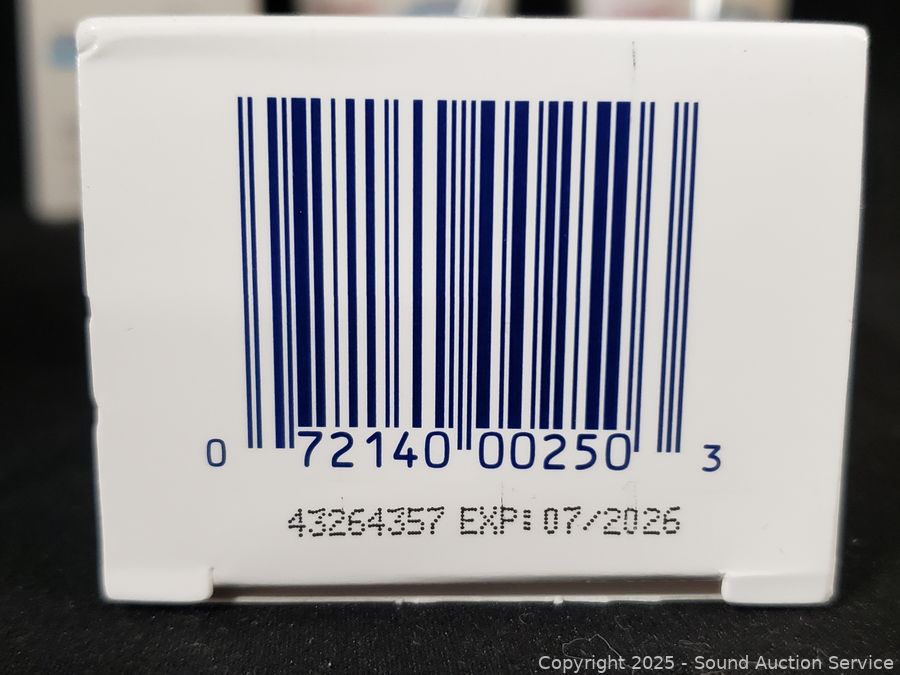 0 72140 00250 3
43264357 EXP: 07/2026
Copyright 2025 - Sound Auction Service